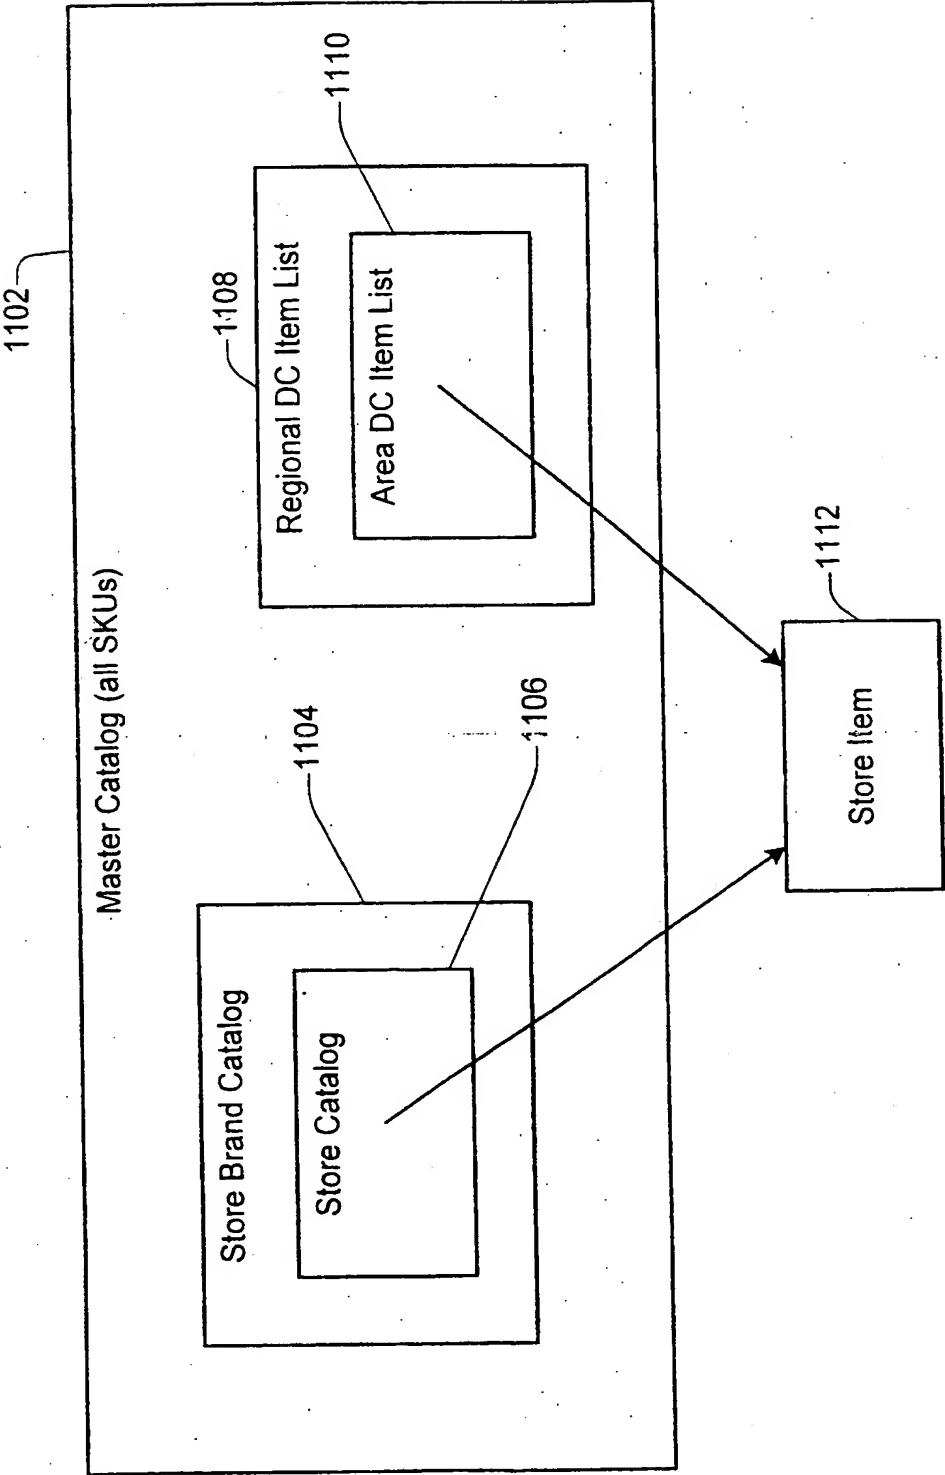 1102
Master Catalog (all SKUs)
1104
Store Brand Catalog
1106
Store Catalog
1108
Regional DC Item List
1110
Area DC Item List
1112
Store Item